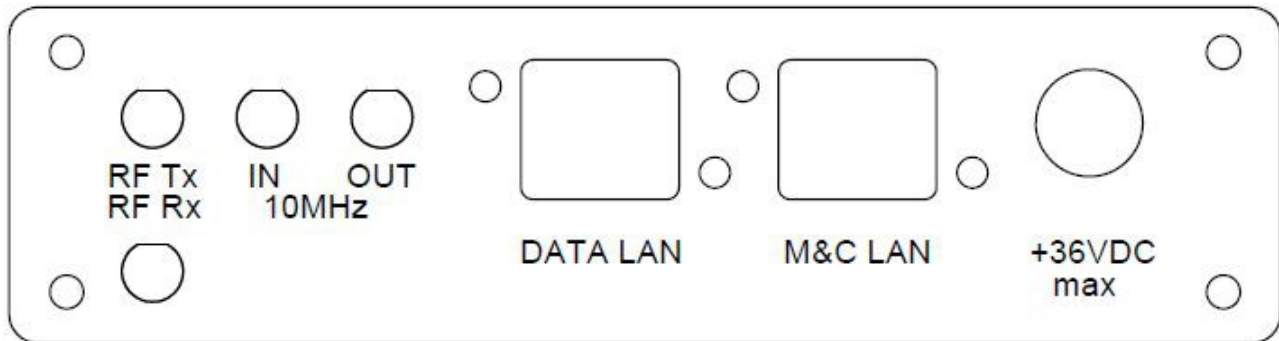 RF Tx
RF Rx
IN
OUT
10MHz
DATA LAN
M&C LAN
+36VDC
max